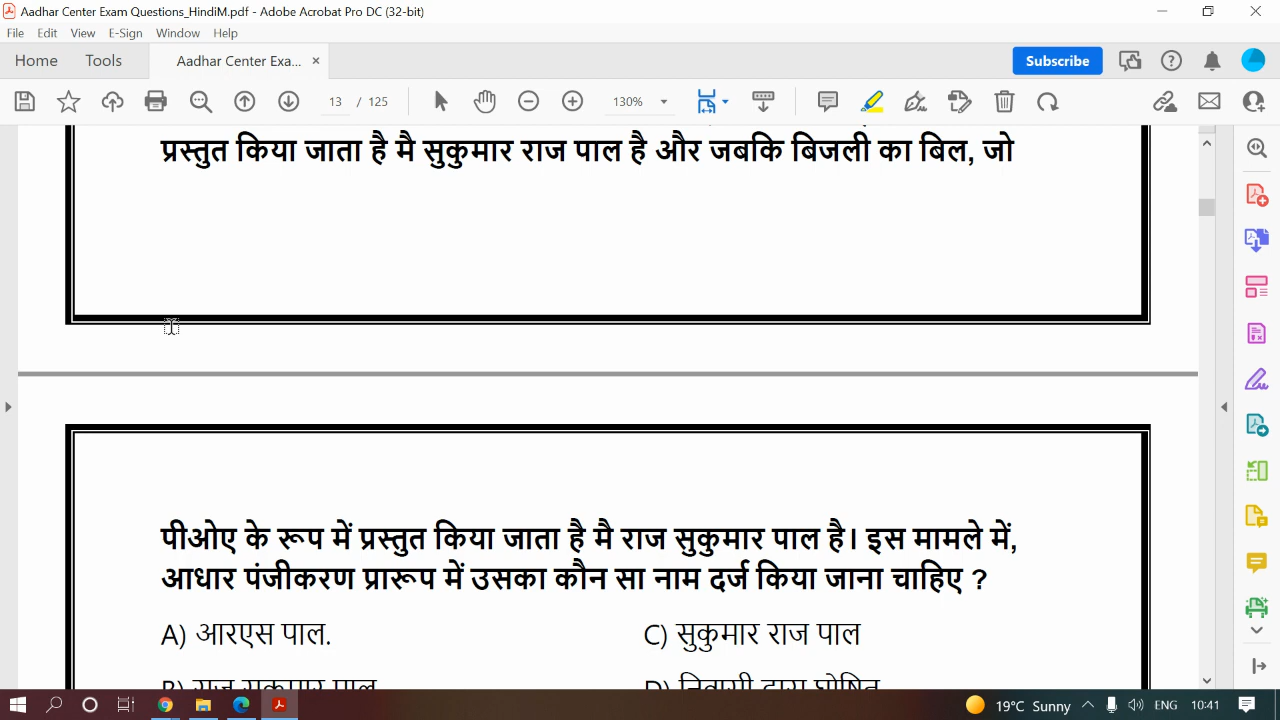 Aadhar Center Exam Questions_HindiM.pdf - Adobe Acrobat Pro DC (32-bit)
File Edit View E-Sign Window Help
Home Tools Aadhar Center Exa... × Subscribe
13 / 125 130%
प्रस्तुत किया जाता है मै सुकुमार राज पाल है और जबकि बिजली का बिल, जो
पीओए के रूप में प्रस्तुत किया जाता है मै राज सुकुमार पाल है। इस मामले में,
आधार पंजीकरण प्रारूप में उसका कौन सा नाम दर्ज किया जाना चाहिए ?
A) आरएस पाल. C) सुकुमार राज पाल
B) राज सुकुमार पाल D) निवासी द्वारा घोषित
19°C Sunny ENG 10:41